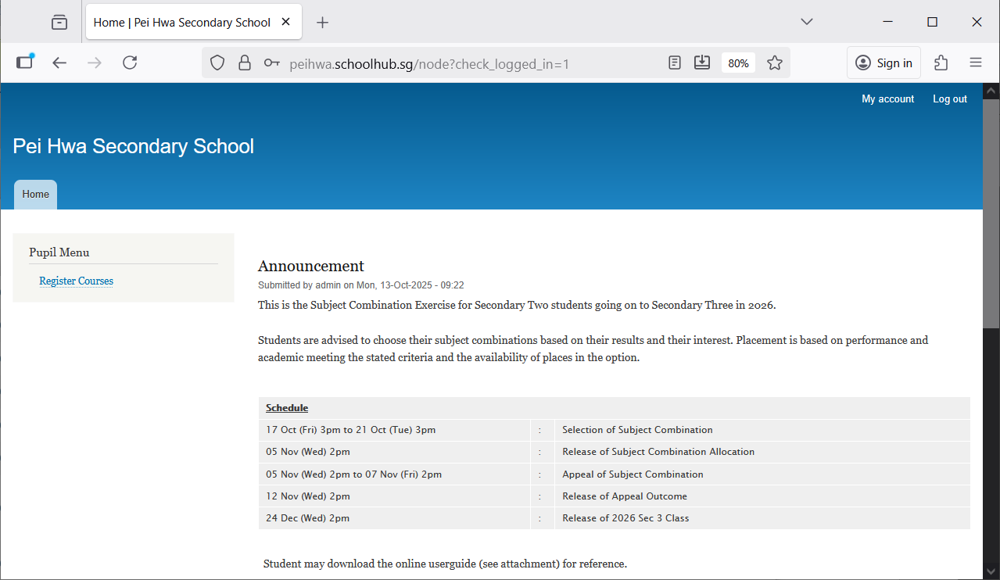 Home | Pei Hwa Secondary School
peihwa.schoolhub.sg/node?check_logged_in=1
80%
Sign in
My account Log out
Pei Hwa Secondary School
Home
Pupil Menu
Register Courses
Announcement
Submitted by admin on Mon, 13-Oct-2025 - 09:22
This is the Subject Combination Exercise for Secondary Two students going on to Secondary Three in 2026.
Students are advised to choose their subject combinations based on their results and their interest. Placement is based on performance and
academic meeting the stated criteria and the availability of places in the option.
Schedule
17 Oct (Fri) 3pm to 21 Oct (Tue) 3pm : Selection of Subject Combination
05 Nov (Wed) 2pm : Release of Subject Combination Allocation
05 Nov (Wed) 2pm to 07 Nov (Fri) 2pm : Appeal of Subject Combination
12 Nov (Wed) 2pm : Release of Appeal Outcome
24 Dec (Wed) 2pm : Release of 2026 Sec 3 Class
Student may download the online userguide (see attachment) for reference.